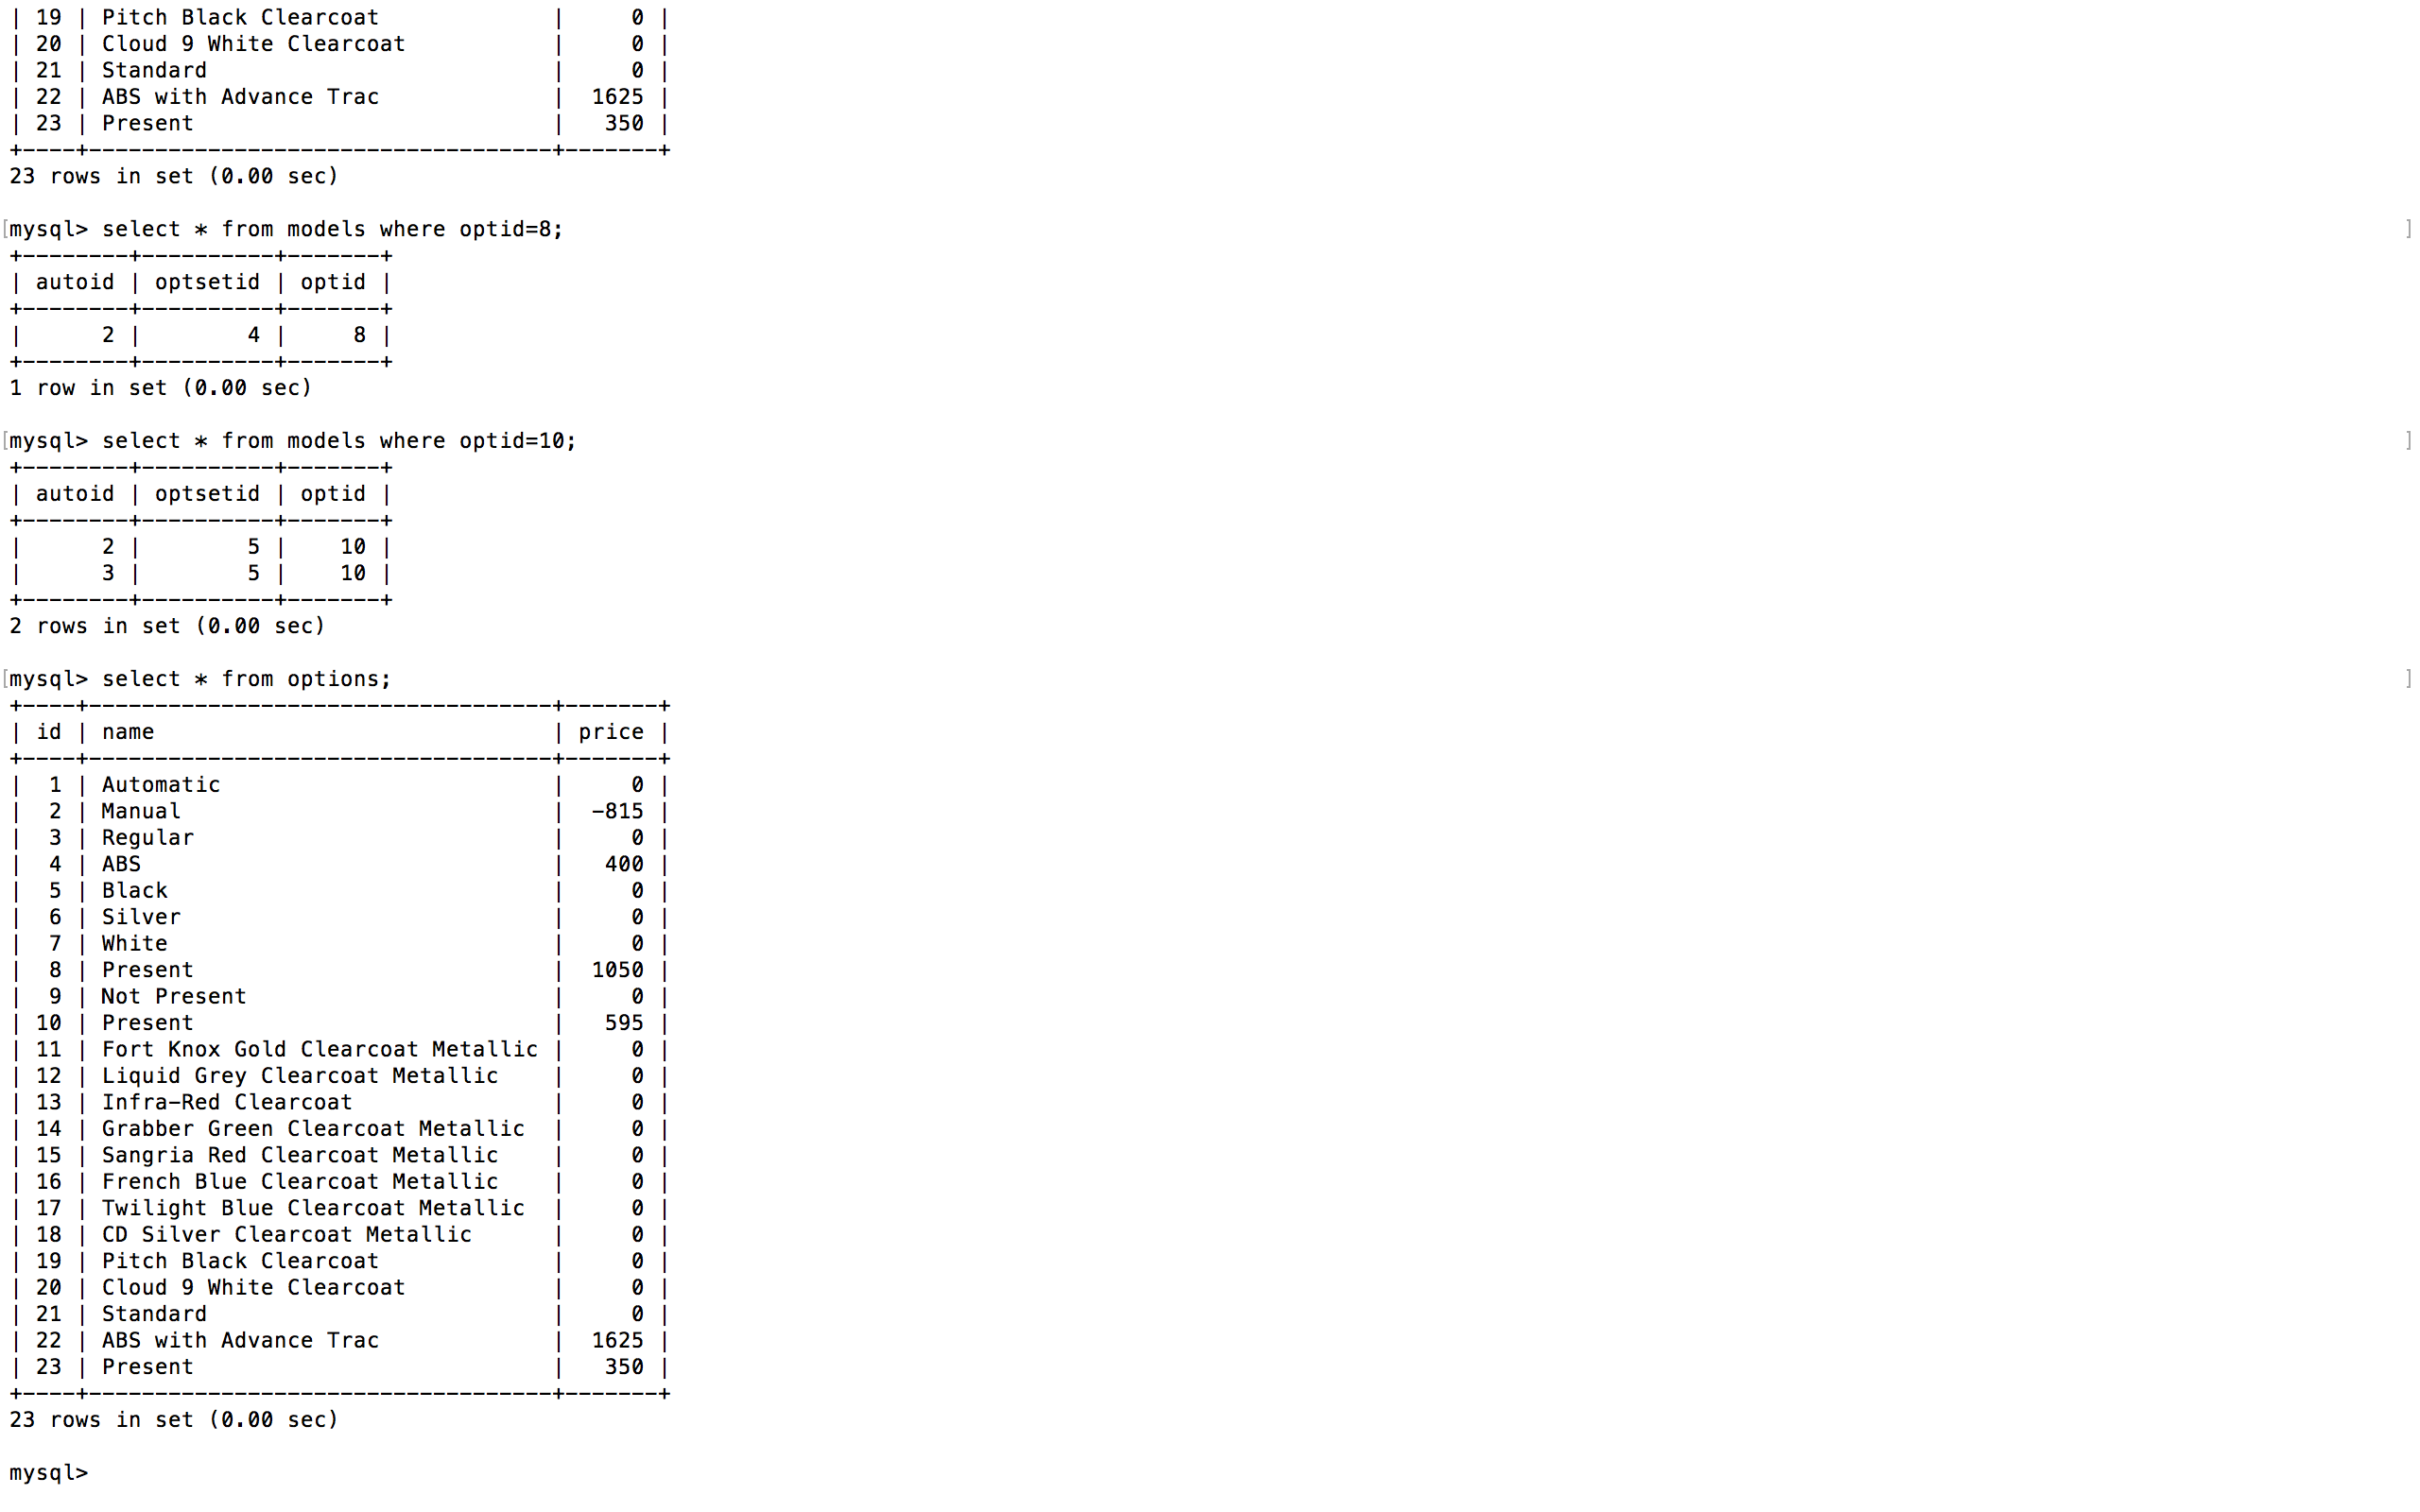 | 19 | Pitch Black Clearcoat             |     0 |
| 20 | Cloud 9 White Clearcoat           |     0 |
| 21 | Standard                          |     0 |
| 22 | ABS with Advance Trac             |  1625 |
| 23 | Present                           |   350 |
+----+-----------------------------------+-------+
23 rows in set (0.00 sec)

[mysql> select * from models where optid=8; ]
+--------+----------+-------+
| autoid | optsetid | optid |
+--------+----------+-------+
|      2 |        4 |     8 |
+--------+----------+-------+
1 row in set (0.00 sec)

[mysql> select * from models where optid=10; ]
+--------+----------+-------+
| autoid | optsetid | optid |
+--------+----------+-------+
|      2 |        5 |    10 |
|      3 |        5 |    10 |
+--------+----------+-------+
2 rows in set (0.00 sec)

[mysql> select * from options; ]
+----+-----------------------------------+-------+
| id | name                              | price |
+----+-----------------------------------+-------+
|  1 | Automatic                         |     0 |
|  2 | Manual                            |  -815 |
|  3 | Regular                           |     0 |
|  4 | ABS                               |   400 |
|  5 | Black                             |     0 |
|  6 | Silver                            |     0 |
|  7 | White                             |     0 |
|  8 | Present                           |  1050 |
|  9 | Not Present                       |     0 |
| 10 | Present                           |   595 |
| 11 | Fort Knox Gold Clearcoat Metallic |     0 |
| 12 | Liquid Grey Clearcoat Metallic    |     0 |
| 13 | Infra-Red Clearcoat               |     0 |
| 14 | Grabber Green Clearcoat Metallic  |     0 |
| 15 | Sangria Red Clearcoat Metallic    |     0 |
| 16 | French Blue Clearcoat Metallic    |     0 |
| 17 | Twilight Blue Clearcoat Metallic  |     0 |
| 18 | CD Silver Clearcoat Metallic      |     0 |
| 19 | Pitch Black Clearcoat             |     0 |
| 20 | Cloud 9 White Clearcoat           |     0 |
| 21 | Standard                          |     0 |
| 22 | ABS with Advance Trac             |  1625 |
| 23 | Present                           |   350 |
+----+-----------------------------------+-------+
23 rows in set (0.00 sec)

mysql>